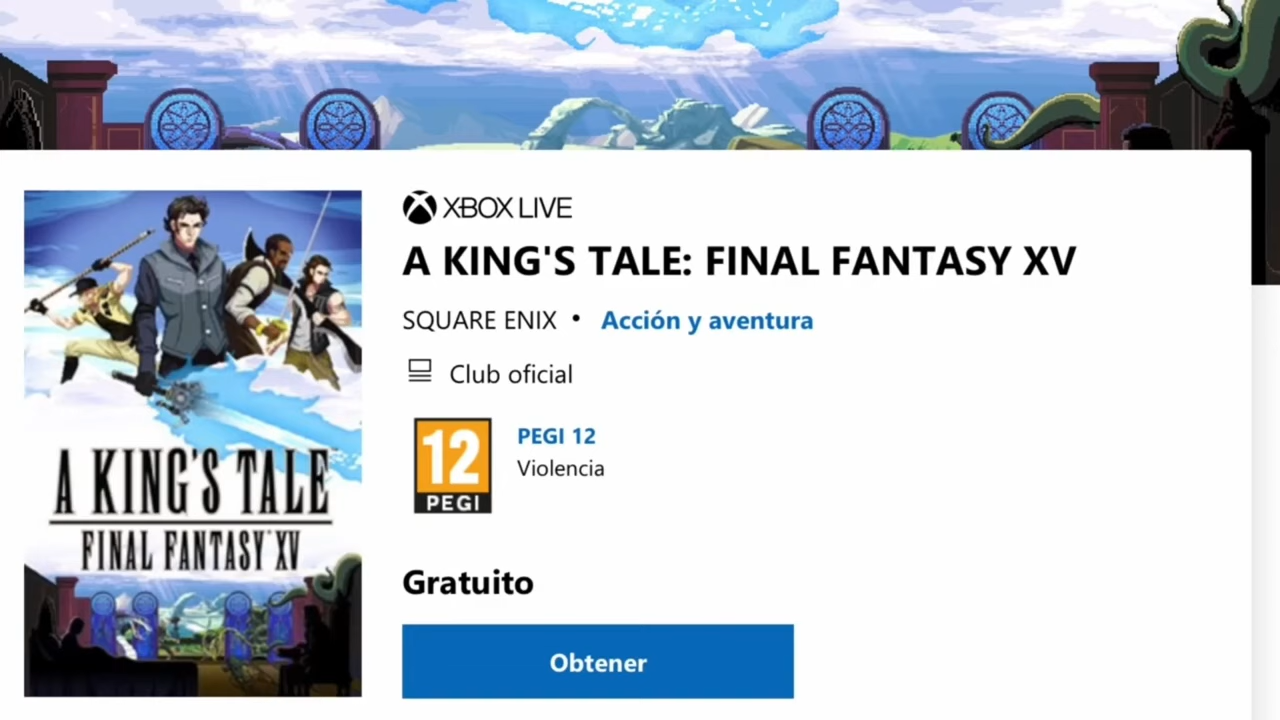 XBOX LIVE
A KING'S TALE: FINAL FANTASY XV
SQUARE ENIX • Acción y aventura
Club oficial
12
PEGI
PEGI 12
Violencia
Gratuito
Obtener
A KING'S TALE
FINAL FANTASY XV